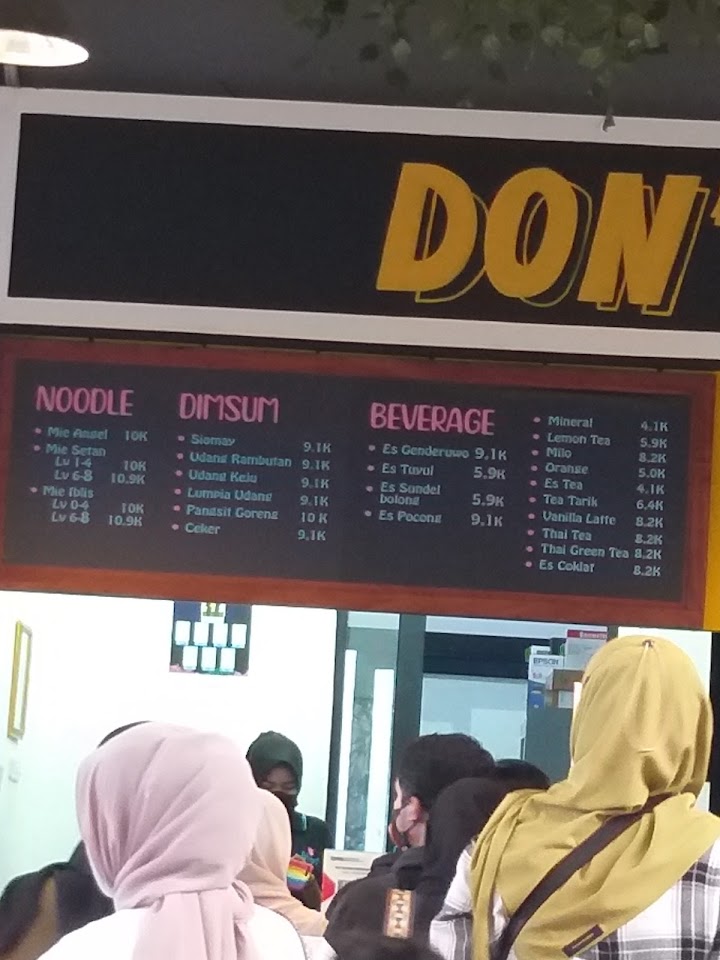 DON'
NOODLE
• Mie Angel 10K
• Mie Setan
Lv 1-4 10K
Lv 6-8 10.9K
• Mie Iblis
Lv 0-4 10K
Lv 6-8 10.9K
DIMSUM
• Siomay 9.1K
• Udang Rambutan 9.1K
• Udang Keju 9.1K
• Lumpia Udang 9.1K
• Pangsit Goreng 10 K
• Ceker 9.1K
BEVERAGE
• Es Genderuwo 9.1K
• Es Tuyul 5.9K
• Es Sundel
bolong 5.9K
• Es Pocong 9.1K
• Mineral 4.1K
• Lemon Tea 5.9K
• Milo 8.2K
• Orange 5.0K
• Es Tea 4.1K
• Tea Tarik 6.4K
• Vanilla Latte 8.2K
• Thai Tea 8.2K
• Thai Green Tea 8.2K
• Es Coklat 8.2K
EPSON